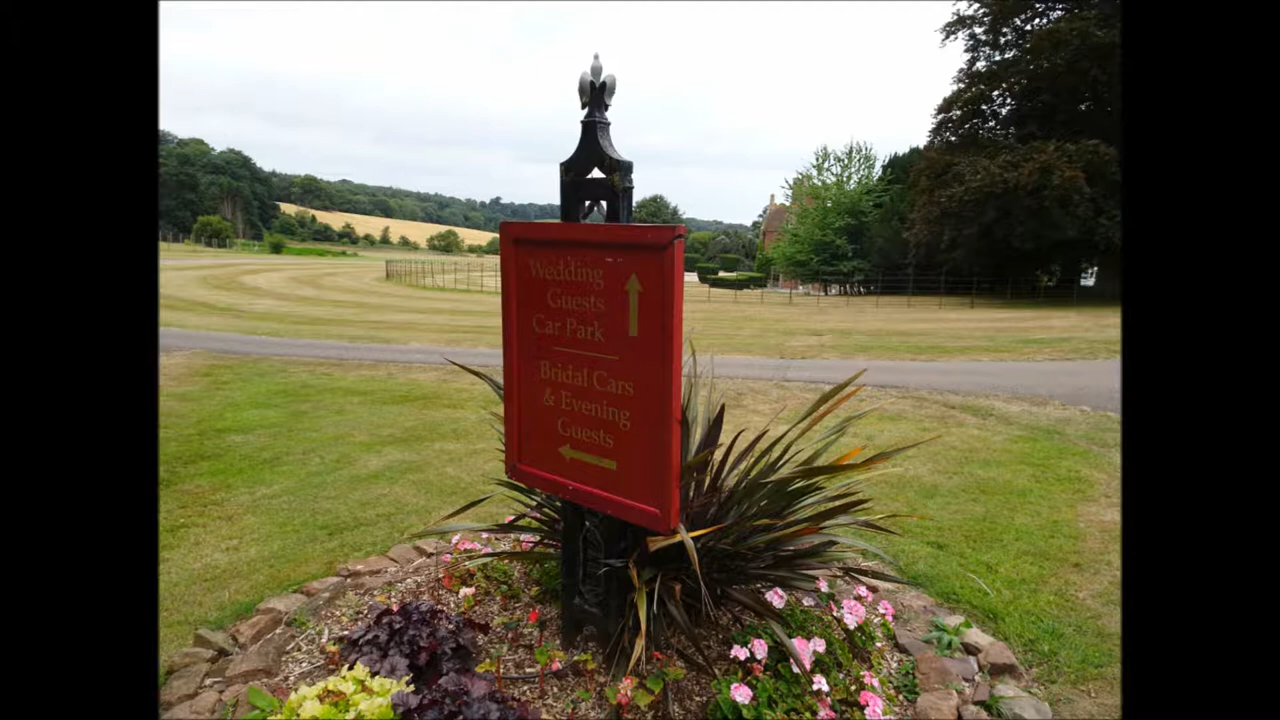 Wedding
Guests
Car Park
Bridal Cars
& Evening
Guests